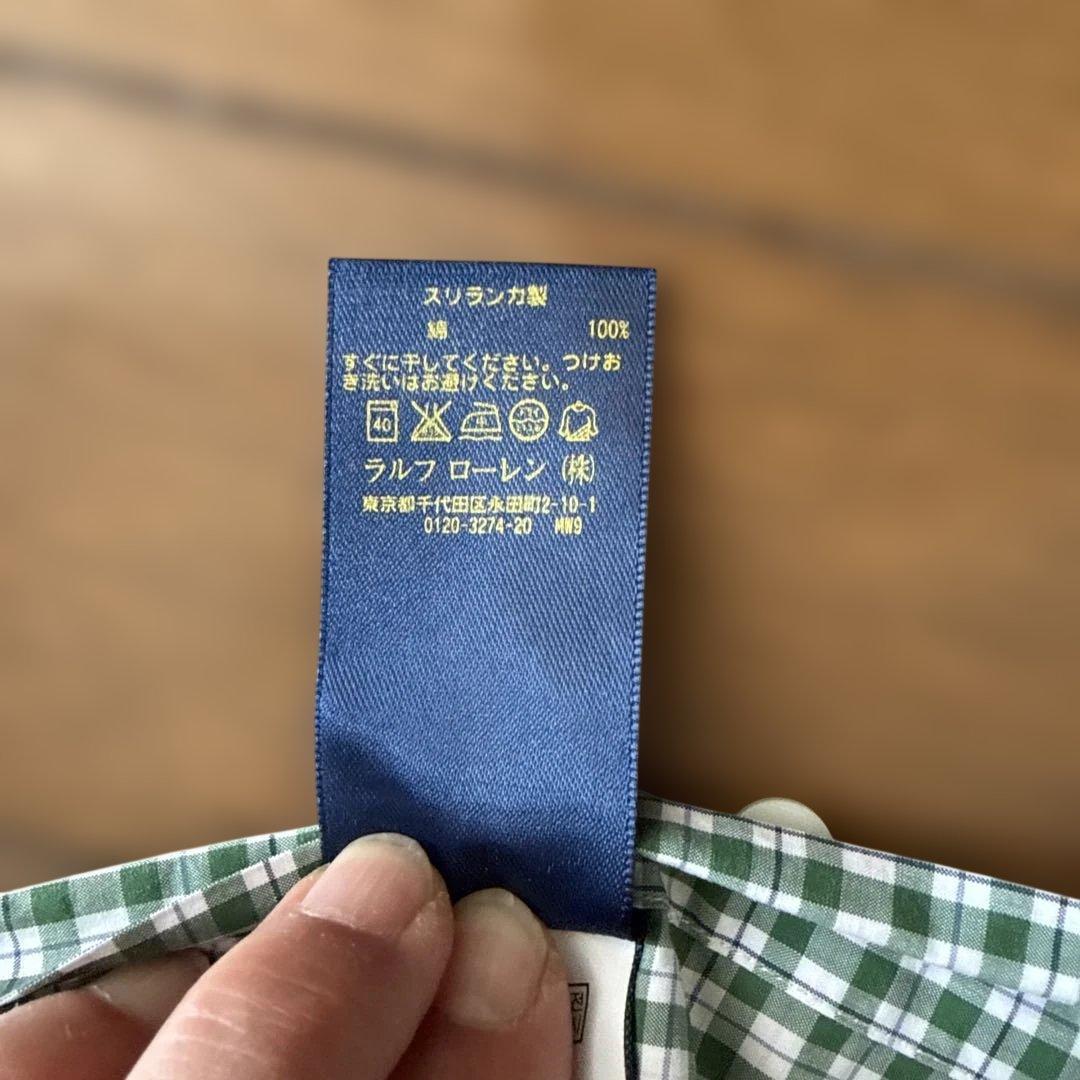 スリランカ製
綿 100%
すぐに干してください。つけお
き洗いはお避けください。
40 中
ラルフ ローレン (株)
東京都千代田区永田町2-10-1
0120-3274-20 MW9